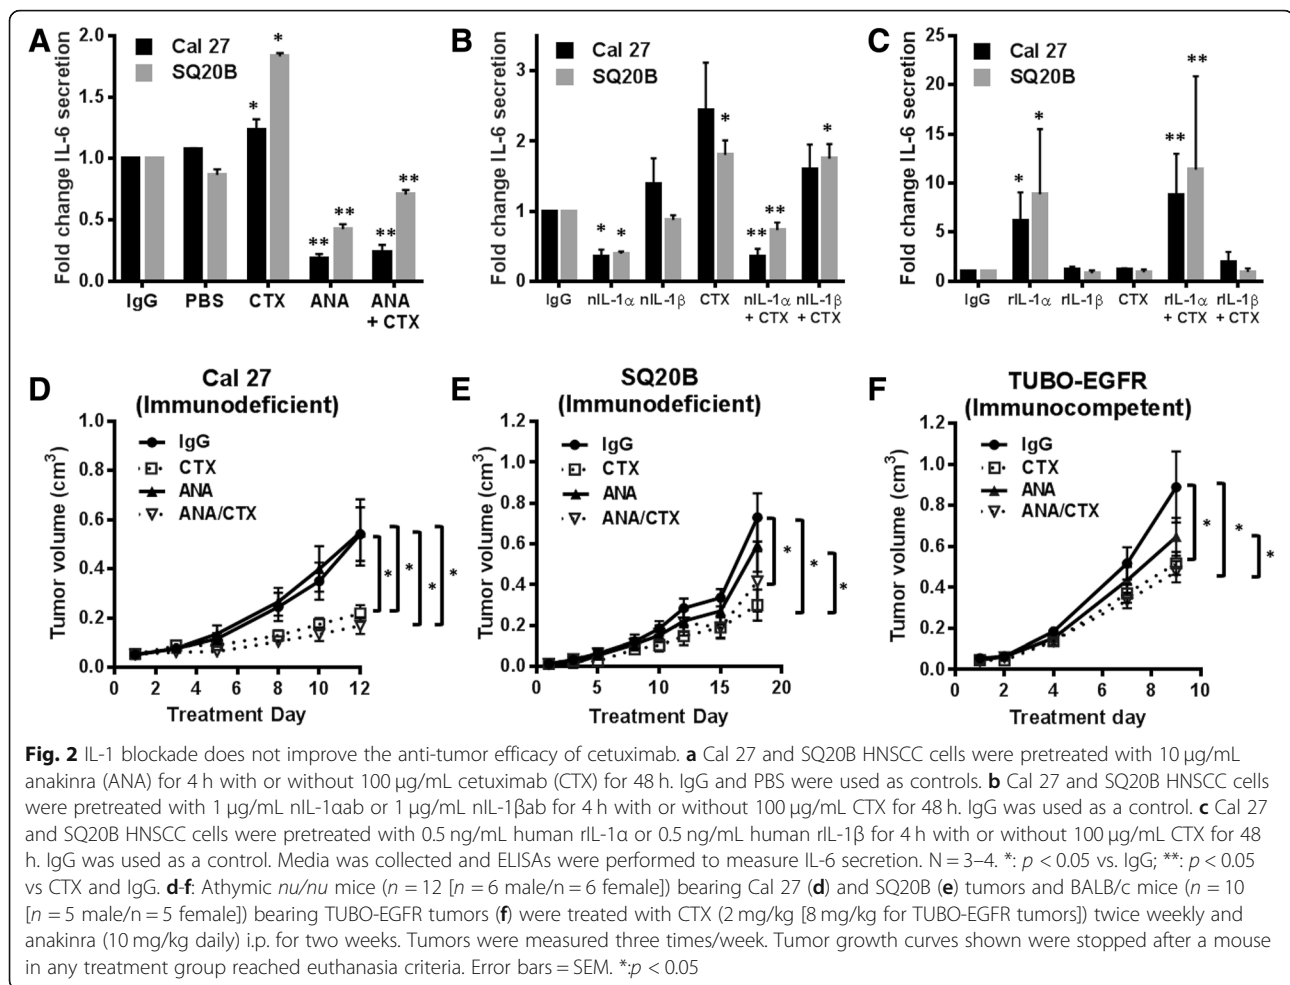 A
Fold change IL-6 secretion
2.0
1.5
1.0
0.5
0.0
Cal 27
SQ20B
*
*
**
**
**
**
IgG PBS CTX ANA ANA
+ CTX
B
Fold change IL-6 secretion
3
2
1
0
Cal 27
SQ20B
*
*
*
**
**
*
IgG nIL-1α nIL-1β CTX nIL-1α nIL-1β
+ CTX + CTX
C
Fold change IL-6 secretion
25
20
15
10
5
0
Cal 27
SQ20B
*
*
**
**
IgG rIL-1α rIL-1β CTX rIL-1α rIL-1β
+ CTX + CTX
D
Cal 27
(Immunodeficient)
Tumor volume (cm3)
1.0
0.8
0.6
0.4
0.2
0.0
IgG
CTX
ANA
ANA/CTX
* * * *
0 2 4 6 8 10 12
Treatment Day
E
SQ20B
(Immunodeficient)
Tumor volume (cm3)
1.2
1.0
0.8
0.6
0.4
0.2
0.0
IgG
CTX
ANA
ANA/CTX
* * *
0 5 10 15 20
Treatment Day
F
TUBO-EGFR
(Immunocompetent)
Tumor volume (cm3)
1.2
1.0
0.8
0.6
0.4
0.2
0.0
IgG
CTX
ANA
ANA/CTX
* * *
0 2 4 6 8 10
Treatment day
Fig. 2 IL-1 blockade does not improve the anti-tumor efficacy of cetuximab. a Cal 27 and SQ20B HNSCC cells were pretreated with 10 μg/mL
anakinra (ANA) for 4 h with or without 100 μg/mL cetuximab (CTX) for 48 h. IgG and PBS were used as controls. b Cal 27 and SQ20B HNSCC cells
were pretreated with 1 μg/mL nIL-1αab or 1 μg/mL nIL-1βab for 4 h with or without 100 μg/mL CTX for 48 h. IgG was used as a control. c Cal 27
and SQ20B HNSCC cells were pretreated with 0.5 ng/mL human rIL-1α or 0.5 ng/mL human rIL-1β for 4 h with or without 100 μg/mL CTX for 48
h. IgG was used as a control. Media was collected and ELISAs were performed to measure IL-6 secretion. N = 3–4. *: p < 0.05 vs. IgG; **: p < 0.05
vs CTX and IgG. d-f: Athymic nu/nu mice (n = 12 [n = 6 male/n = 6 female]) bearing Cal 27 (d) and SQ20B (e) tumors and BALB/c mice (n = 10
[n = 5 male/n = 5 female]) bearing TUBO-EGFR tumors (f) were treated with CTX (2 mg/kg [8 mg/kg for TUBO-EGFR tumors]) twice weekly and
anakinra (10 mg/kg daily) i.p. for two weeks. Tumors were measured three times/week. Tumor growth curves shown were stopped after a mouse
in any treatment group reached euthanasia criteria. Error bars = SEM. *:p < 0.05